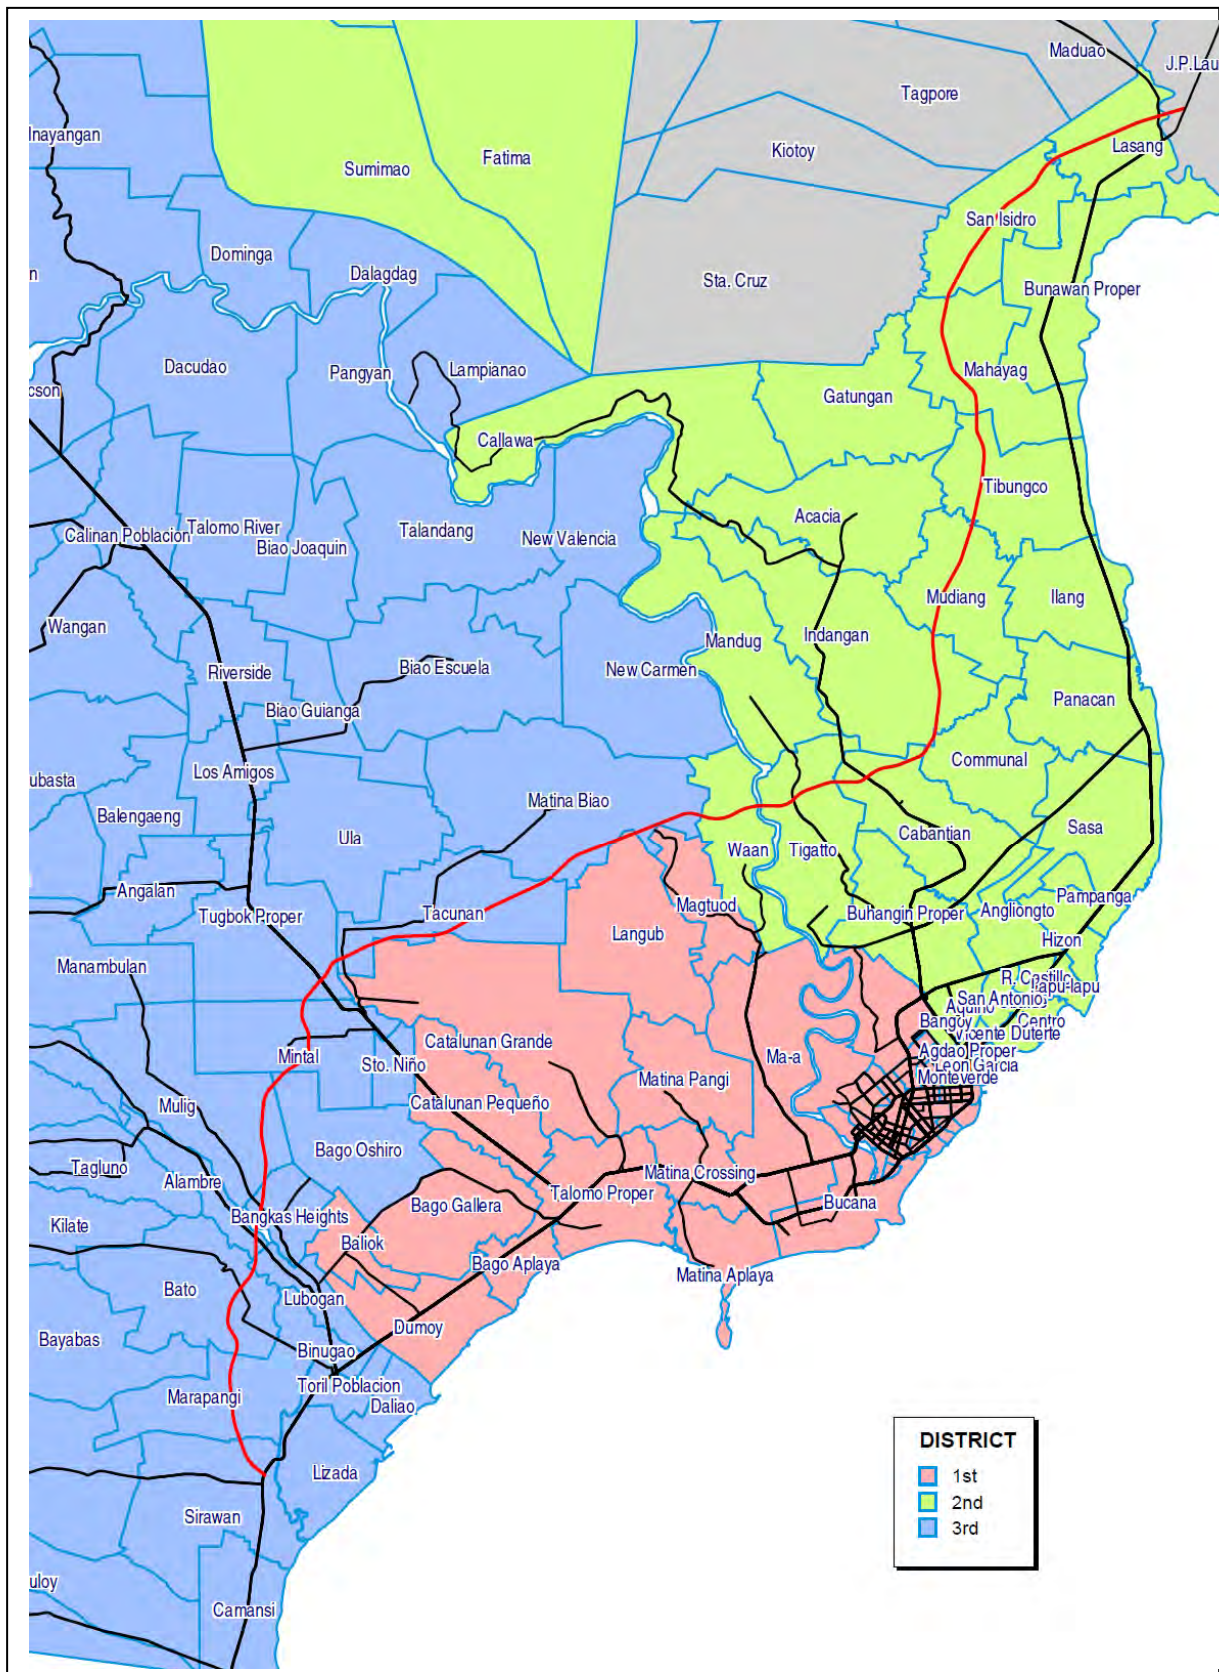 Maduao
J.P.Lau
Tagpore
Inayangan
Lasang
Kiotoy
Fatima
Sumimao
San Isidro
Dominga
Dalagdag
Sta. Cruz
Bunawan Proper
Dacudao
Pangyan
Lampianao
Mahayag
cson
Gatungan
Callawa
Tibungco
Acacia
Talomo River
Calinan Poblacion
Talandang
New Valencia
Biao Joaquin
Mudiang
Ilang
Wangan
Indangan
Mandug
Riverside
Biao Escuela
New Carmen
Panacan
Biao Guianga
Communal
Los Amigos
ubasta
Matina Biao
Balengaeng
Ula
Cabantian
Sasa
Waan
Tigatto
Angalan
Pampanga
Tugbok Proper
Tacunan
Magtuod
Buhangin Proper
Angliongto
Langub
Hizon
Manambulan
R. Castillo
Lapu-lapu
San Antonio
Aquino
Bangoy
Centro
Vicente Duterte
Catalunan Grande
Mintal
Sto. Niño
Ma-a
Agdao Proper
Leon Garcia
Matina Pangi
Monteverde
Mulig
Catalunan Pequeño
Bago Oshiro
Tagluno
Alambre
Matina Crossing
Talomo Proper
Bucana
Bago Gallera
Kilate
Bangkas Heights
Baliok
Bago Aplaya
Matina Aplaya
Bato
Lubogan
Dumoy
Bayabas
Binugao
Toril Poblacion
Marapangi
Daliao
DISTRICT
Lizada
1st
2nd
Sirawan
3rd
uloy
Camansi